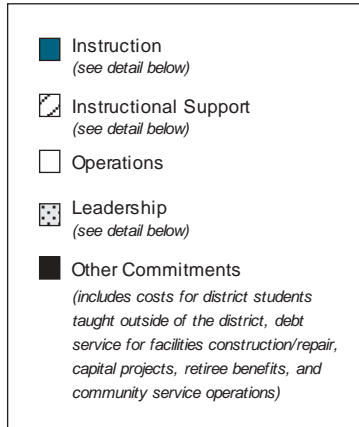 Instruction
(see detail below)
Instructional Support
(see detail below)
Operations
Leadership
(see detail below)
Other Commitments
(includes costs for district students
taught outside of the district, debt
service for facilities construction/repair,
capital projects, retiree benefits, and
community service operations)